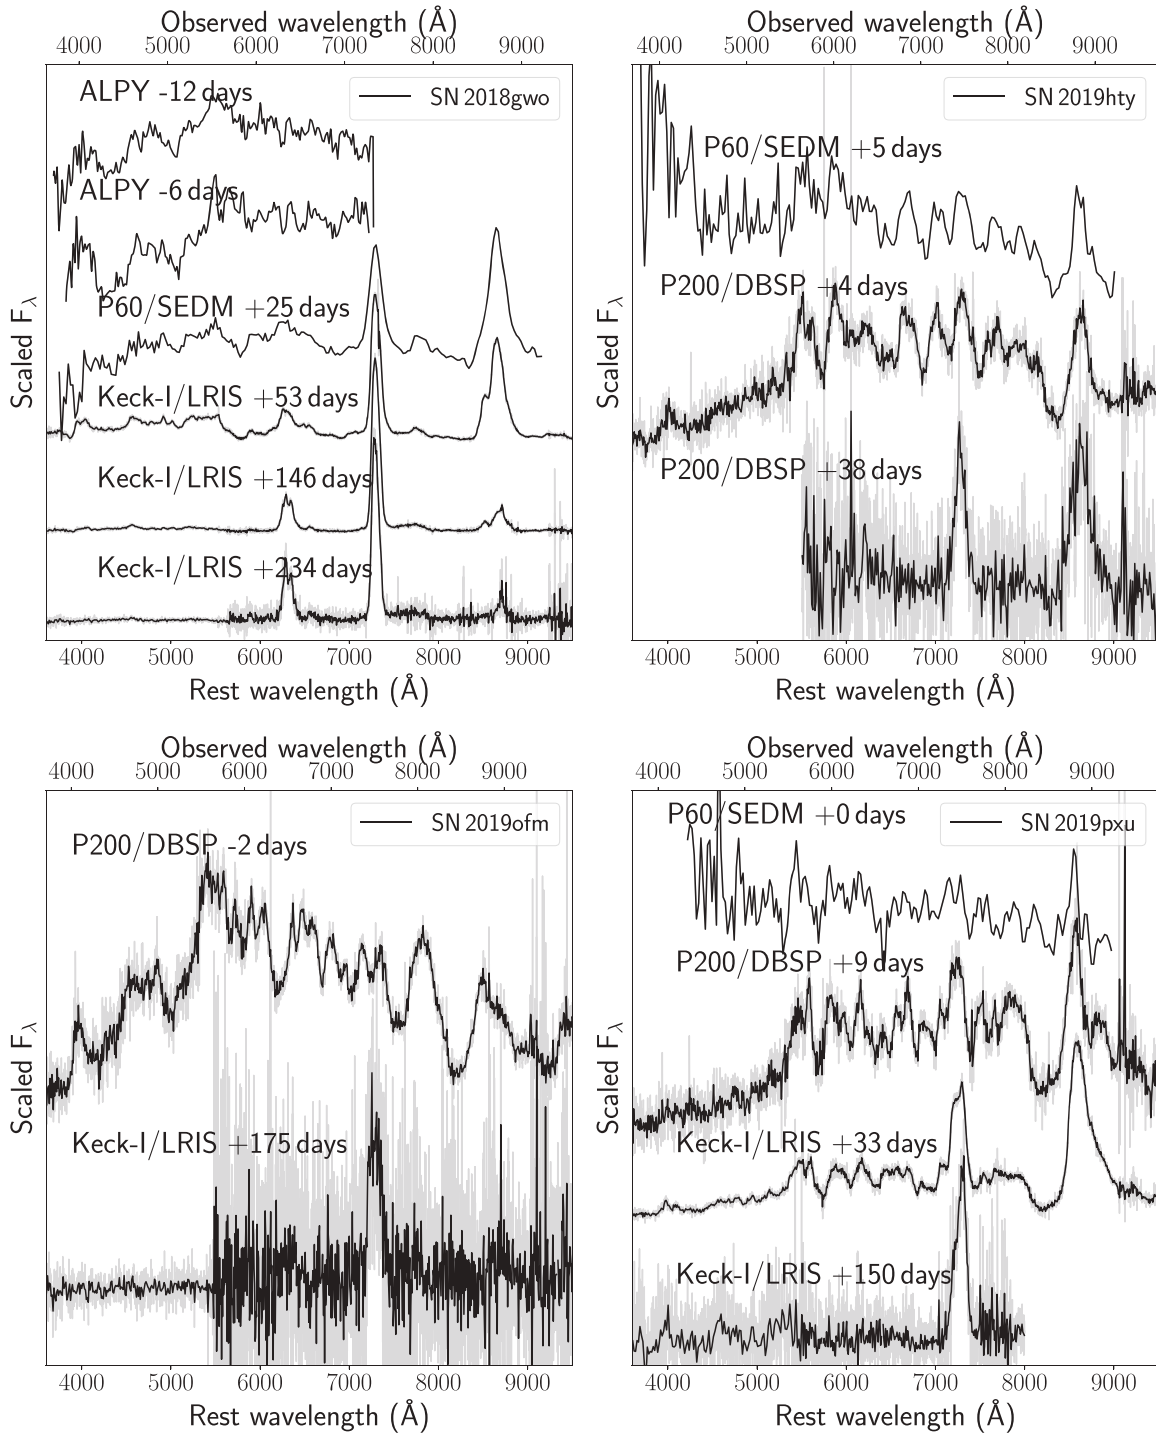 Observed wavelength (Å)
4000 5000 6000 7000 8000 9000
ALPY -12 days
SN 2018gwo
ALPY -6 days
P60/SEDM +25 days
Keck-I/LRIS +53 days
Keck-I/LRIS +146 days
Keck-I/LRIS +234 days
Scaled Fλ
4000 5000 6000 7000 8000 9000
Rest wavelength (Å)
Observed wavelength (Å)
4000 5000 6000 7000 8000 9000
SN 2019hty
P60/SEDM +5 days
P200/DBSP +4 days
P200/DBSP +38 days
Scaled Fλ
4000 5000 6000 7000 8000 9000
Rest wavelength (Å)
Observed wavelength (Å)
4000 5000 6000 7000 8000 9000
SN 2019ofm
P200/DBSP -2 days
Keck-I/LRIS +175 days
Scaled Fλ
4000 5000 6000 7000 8000 9000
Rest wavelength (Å)
Observed wavelength (Å)
4000 5000 6000 7000 8000 9000
P60/SEDM +0 days
SN 2019pxu
P200/DBSP +9 days
Keck-I/LRIS +33 days
Keck-I/LRIS +150 days
Scaled Fλ
4000 5000 6000 7000 8000 9000
Rest wavelength (Å)